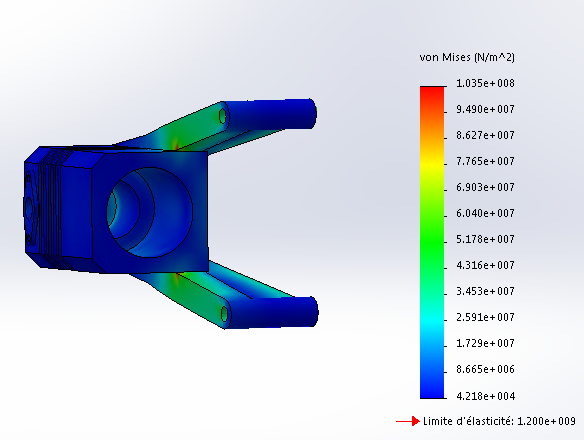 von Mises (N/m^2)
1.035e+008
9.490e+007
8.627e+007
7.765e+007
6.903e+007
6.040e+007
5.178e+007
4.316e+007
3.453e+007
2.591e+007
1.729e+007
8.665e+006
4.218e+004
Limite d'élasticité: 1.200e+009